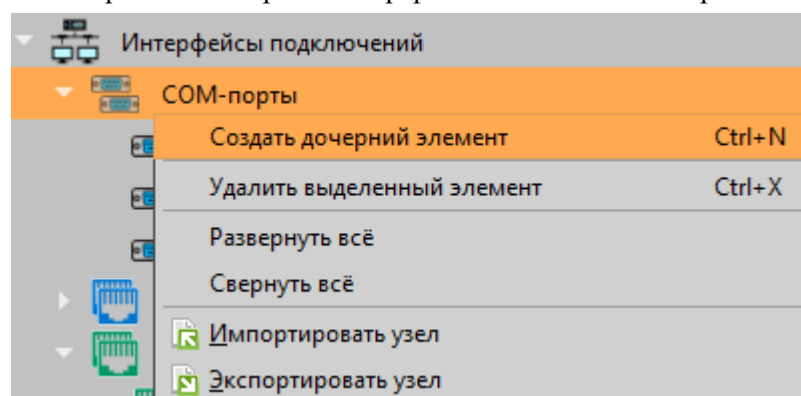 Интерфейсы подключений
COM-порты
Создать дочерний элемент Ctrl+N
Удалить выделенный элемент Ctrl+X
Развернуть всё
Свернуть всё
Импортировать узел
Экспортировать узел